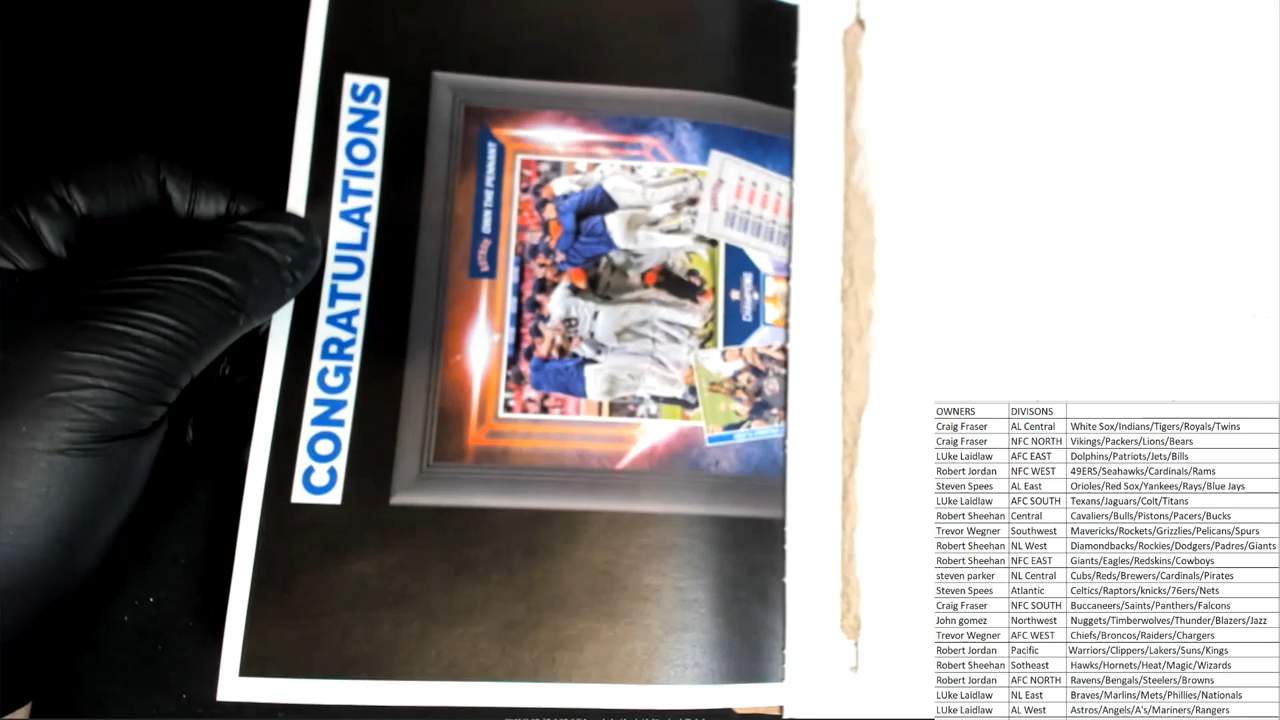 CONGRATULATIONS
OWN THE PENNANT
CHAMPIONS
OWNERS DIVISONS
Craig Fraser AL Central White Sox/Indians/Tigers/Royals/Twins
Craig Fraser NFC NORTH Vikings/Packers/Lions/Bears
LUke Laidlaw AFC EAST Dolphins/Patriots/Jets/Bills
Robert Jordan NFC WEST 49ERS/Seahawks/Cardinals/Rams
Steven Spees AL East Orioles/Red Sox/Yankees/Rays/Blue Jays
LUke Laidlaw AFC SOUTH Texans/Jaguars/Colt/Titans
Robert Sheehan Central Cavaliers/Bulls/Pistons/Pacers/Bucks
Trevor Wegner Southwest Mavericks/Rockets/Grizzlies/Pelicans/Spurs
Robert Sheehan NL West Diamondbacks/Rockies/Dodgers/Padres/Giants
Robert Sheehan NFC EAST Giants/Eagles/Redskins/Cowboys
steven parker NL Central Cubs/Reds/Brewers/Cardinals/Pirates
Steven Spees Atlantic Celtics/Raptors/knicks/76ers/Nets
Craig Fraser NFC SOUTH Buccaneers/Saints/Panthers/Falcons
John gomez Northwest Nuggets/Timberwolves/Thunder/Blazers/Jazz
Trevor Wegner AFC WEST Chiefs/Broncos/Raiders/Chargers
Robert Jordan Pacific Warriors/Clippers/Lakers/Suns/Kings
Robert Sheehan Sotheast Hawks/Hornets/Heat/Magic/Wizards
Robert Jordan AFC NORTH Ravens/Bengals/Steelers/Browns
LUke Laidlaw NL East Braves/Marlins/Mets/Phillies/Nationals
LUke Laidlaw AL West Astros/Angels/A's/Mariners/Rangers